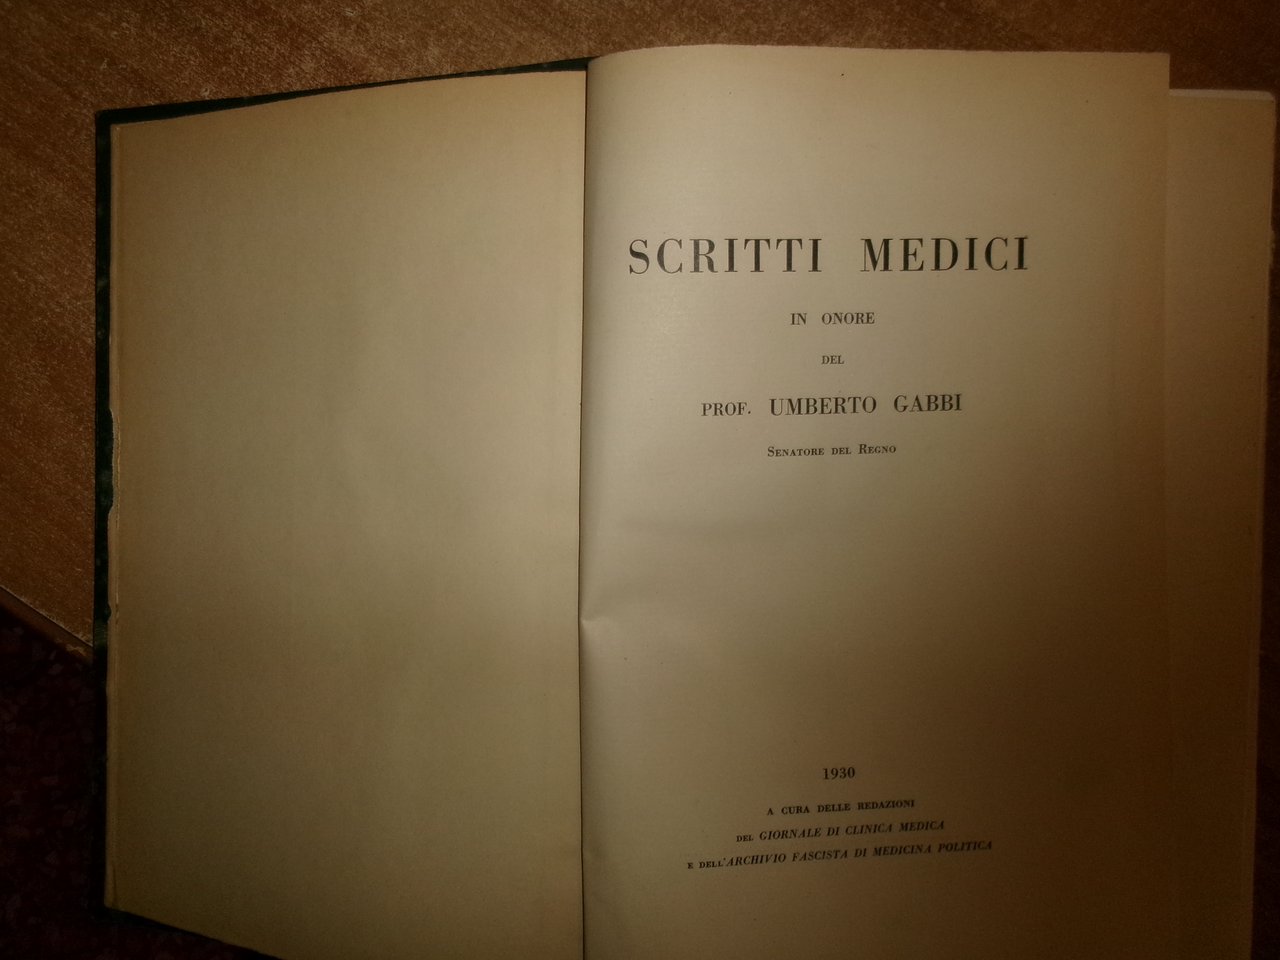 SCRITTI MEDICI
IN ONORE
DEL
PROF. UMBERTO GABBI
SENATORE DEL REGNO
1930
A CURA DELLE REDAZIONI
DEL GIORNALE DI CLINICA MEDICA
E DELL'ARCHIVIO FASCISTA DI MEDICINA POLITICA